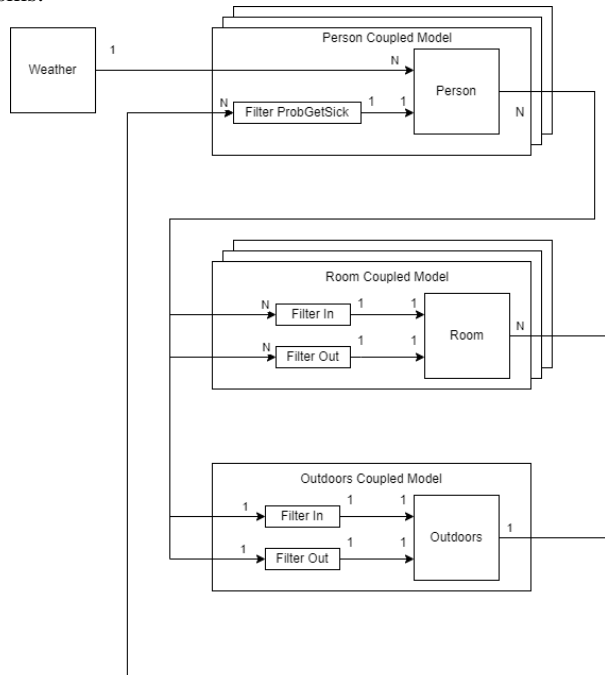 Person Coupled Model
1
Weather
N
Person
N
Filter ProbGetSick
1
1
N
Room Coupled Model
N
Filter In
1
1
Room
N
N
Filter Out
1
1
Outdoors Coupled Model
1
Filter In
1
1
Outdoors
1
1
Filter Out
1
1